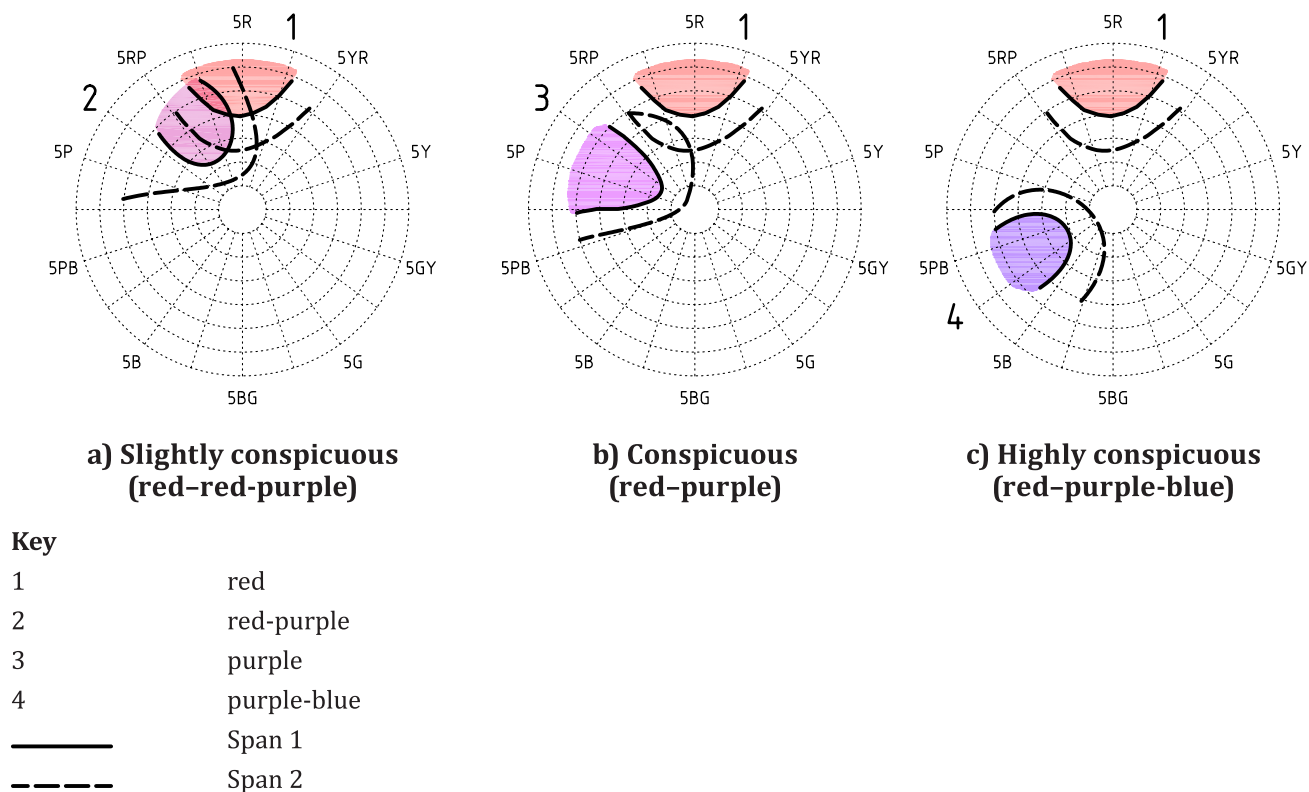 5R 1
5RP 5YR
2
5P 5Y
5PB 5GY
5B 5G
5BG
5R 1
5RP 5YR
3
5P 5Y
5PB 5GY
5B 5G
5BG
5R 1
5RP 5YR
5P 5Y
5PB 5GY
4
5B 5G
5BG
a) Slightly conspicuous
(red–red-purple)
b) Conspicuous
(red–purple)
c) Highly conspicuous
(red–purple-blue)
Key
1 red
2 red-purple
3 purple
4 purple-blue
Span 1
Span 2